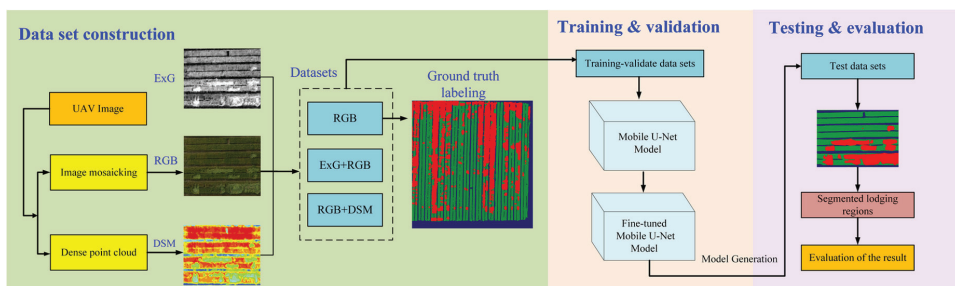 Data set construction
ExG
UAV Image
RGB
Image mosaicking
DSM
Dense point cloud
Datasets
RGB
ExG+RGB
RGB+DSM
Ground truth
labeling
Training & validation
Training-validate data sets
Mobile U-Net
Model
Fine-tuned
Mobile U-Net
Model
Model Generation
Testing & evaluation
Test data sets
Segmented lodging
regions
Evaluation of the result